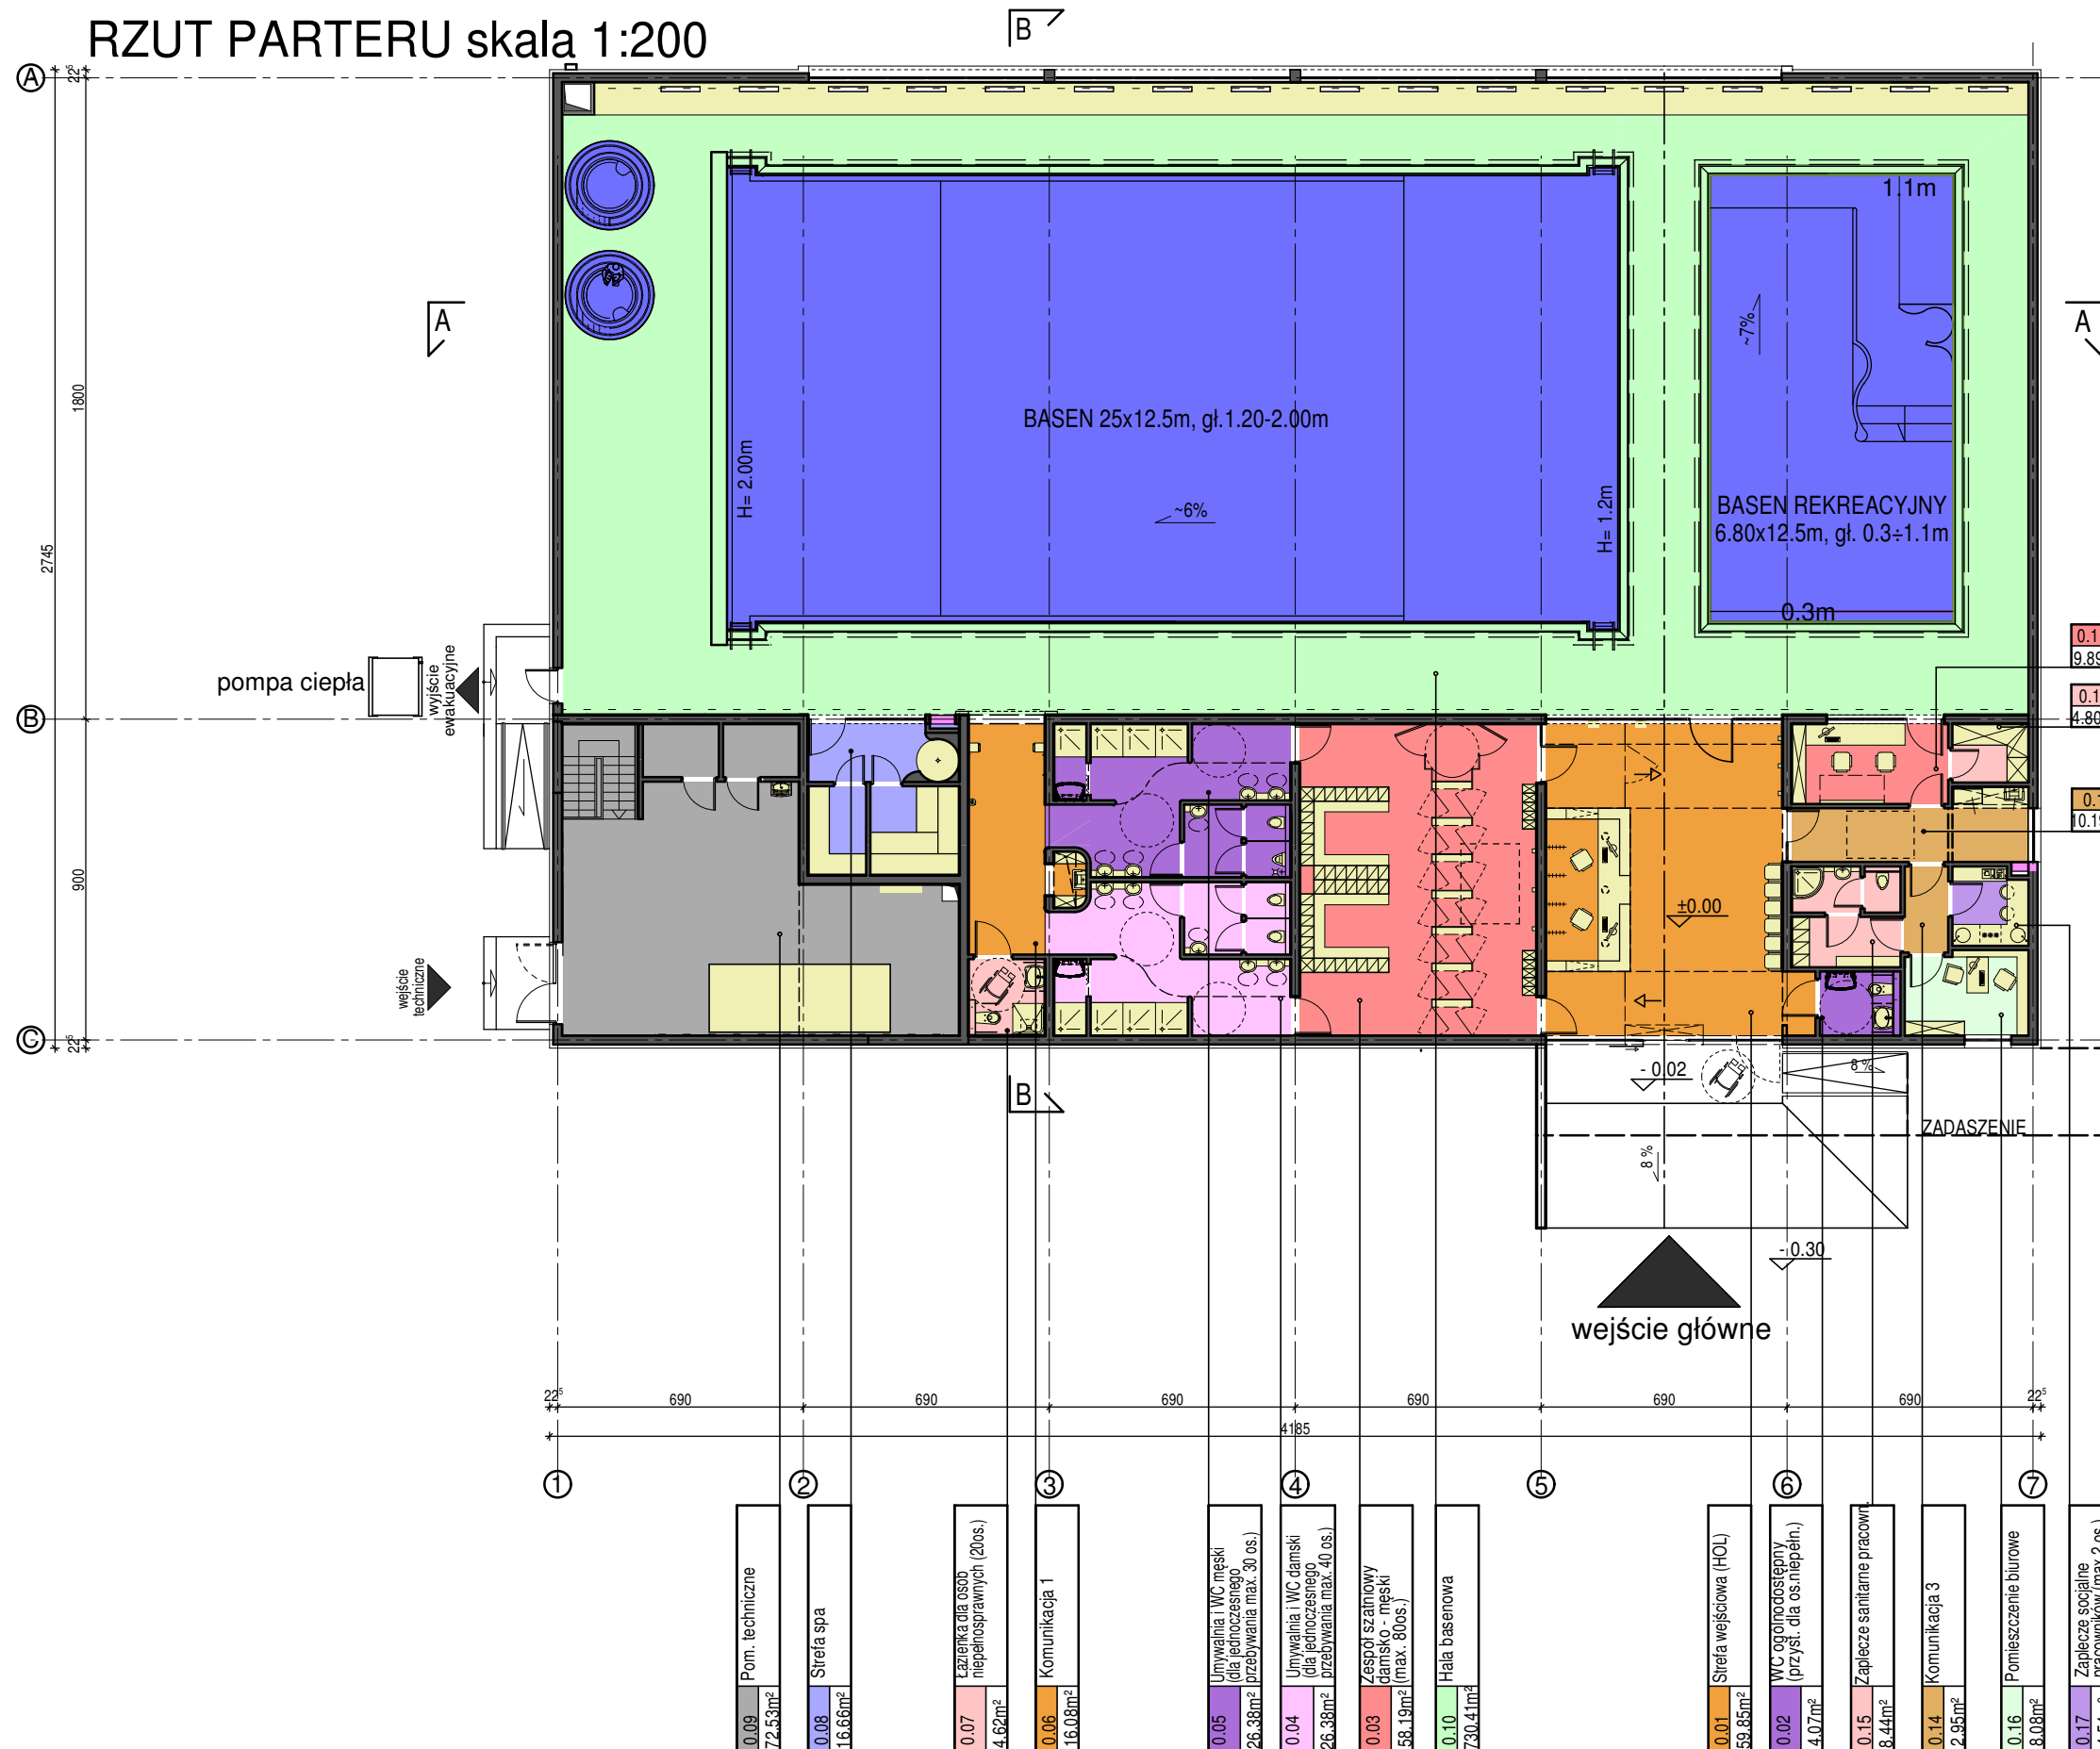 RZUT PARTERU skala 1:200
B
A
22⁵
A
A
1800
2745
1.1m
~7%
BASEN 25x12.5m, gł.1.20-2.00m
H= 2.00m
~6%
H= 1.2m
BASEN REKREACYJNY
6.80x12.5m, gł. 0.3÷1.1m
0.3m
pompa ciepła
wyjście
ewakuacyjne
B
900
±0.00
wejście
techniczne
C
22⁵
B
- 0.02
8%
ZADASZENIE
8 %
- 0.30
wejście główne
22⁵
690
690
690
690
690
690
22⁵
4185
1
2
3
4
5
6
7
0.09
Pom. techniczne
72.53m²
0.08
Strefa spa
16.66m²
0.07
Łazienka dla osób
niepełnosprawnych (20os.)
4.62m²
0.06
Komunikacja 1
16.08m²
0.05
Umywalnia i WC męski
(dla jednoczesnego
przebywania max. 30 os.)
26.38m²
0.04
Umywalnia i WC damski
(dla jednoczesnego
przebywania max. 40 os.)
26.38m²
0.03
Zespół szatniowy
damsko - męski
(max. 80os.)
58.19m²
0.10
Hala basenowa
730.41m²
0.01
Strefa wejściowa (HOL)
59.85m²
0.02
WC ogólnodostępny
(przyst. dla os.niepełn.)
4.07m²
0.15
Zaplecze sanitarne pracown.
8.44m²
0.14
Komunikacja 3
2.95m²
0.16
Pomieszczenie biurowe
8.08m²
0.17
Zaplecze socjalne
pracowników (max 2 os.)